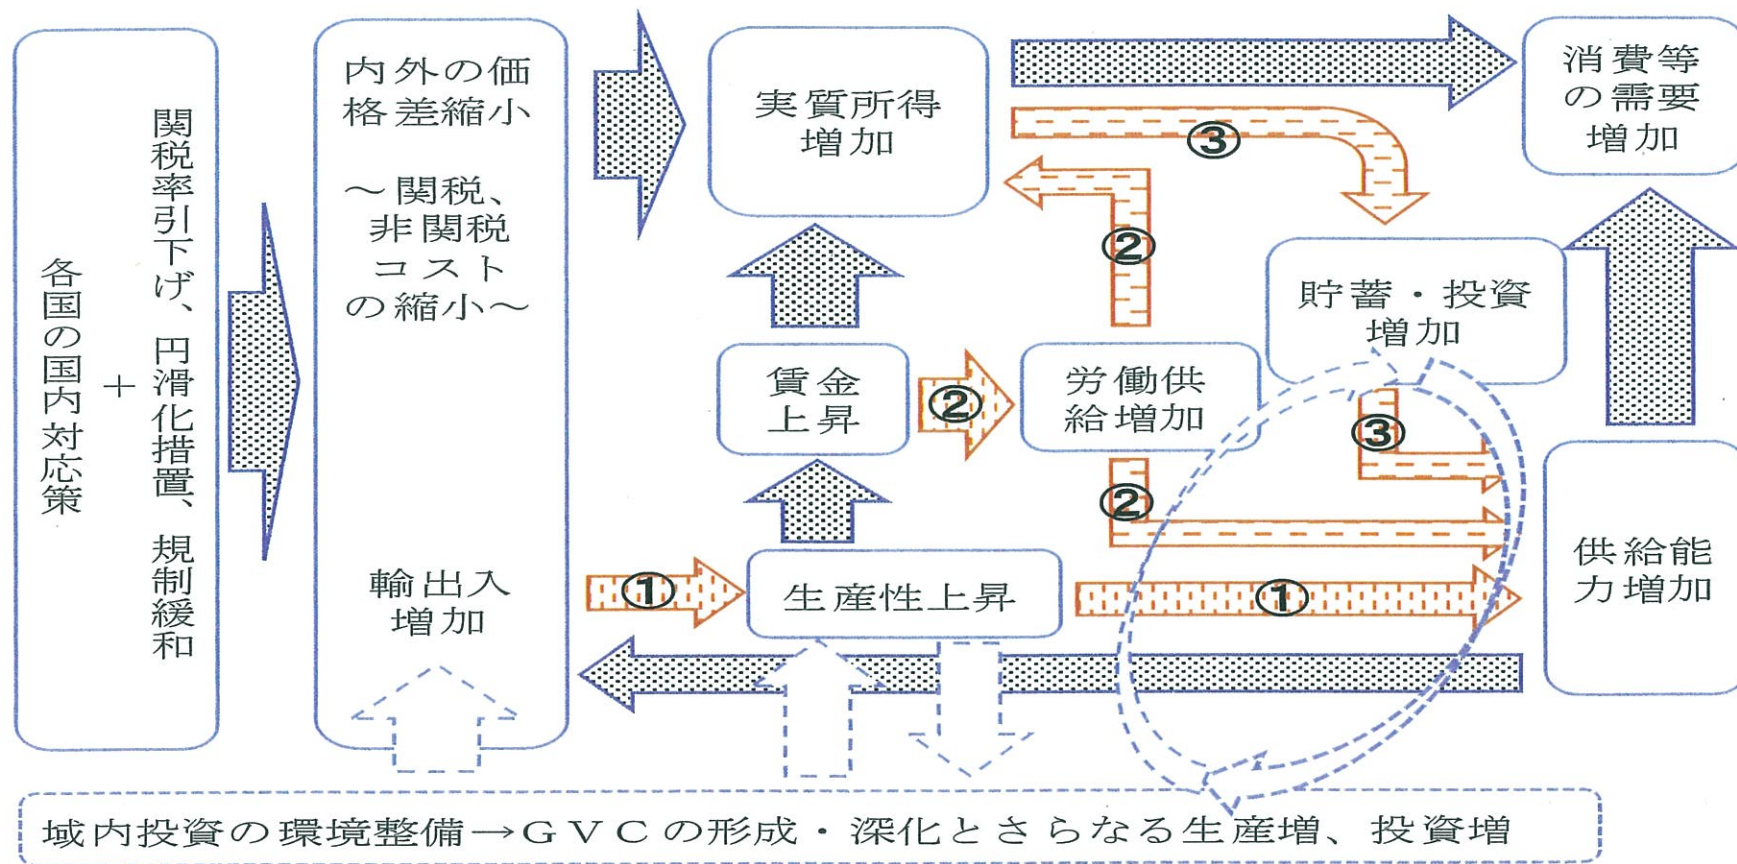 関税率引下げ、円滑化措置、規制緩和
＋
各国の国内対応策
内外の価
格差縮小
～関税、
非関税
コスト
の縮小～
輸出入
増加
実質所得
増加
消費等
の需要
増加
③
②
貯蓄・投資
増加
賃金
上昇
②
労働供
給増加
③
②
供給能
力増加
①
生産性上昇
①
域内投資の環境整備→ＧＶＣの形成・深化とさらなる生産増、投資増